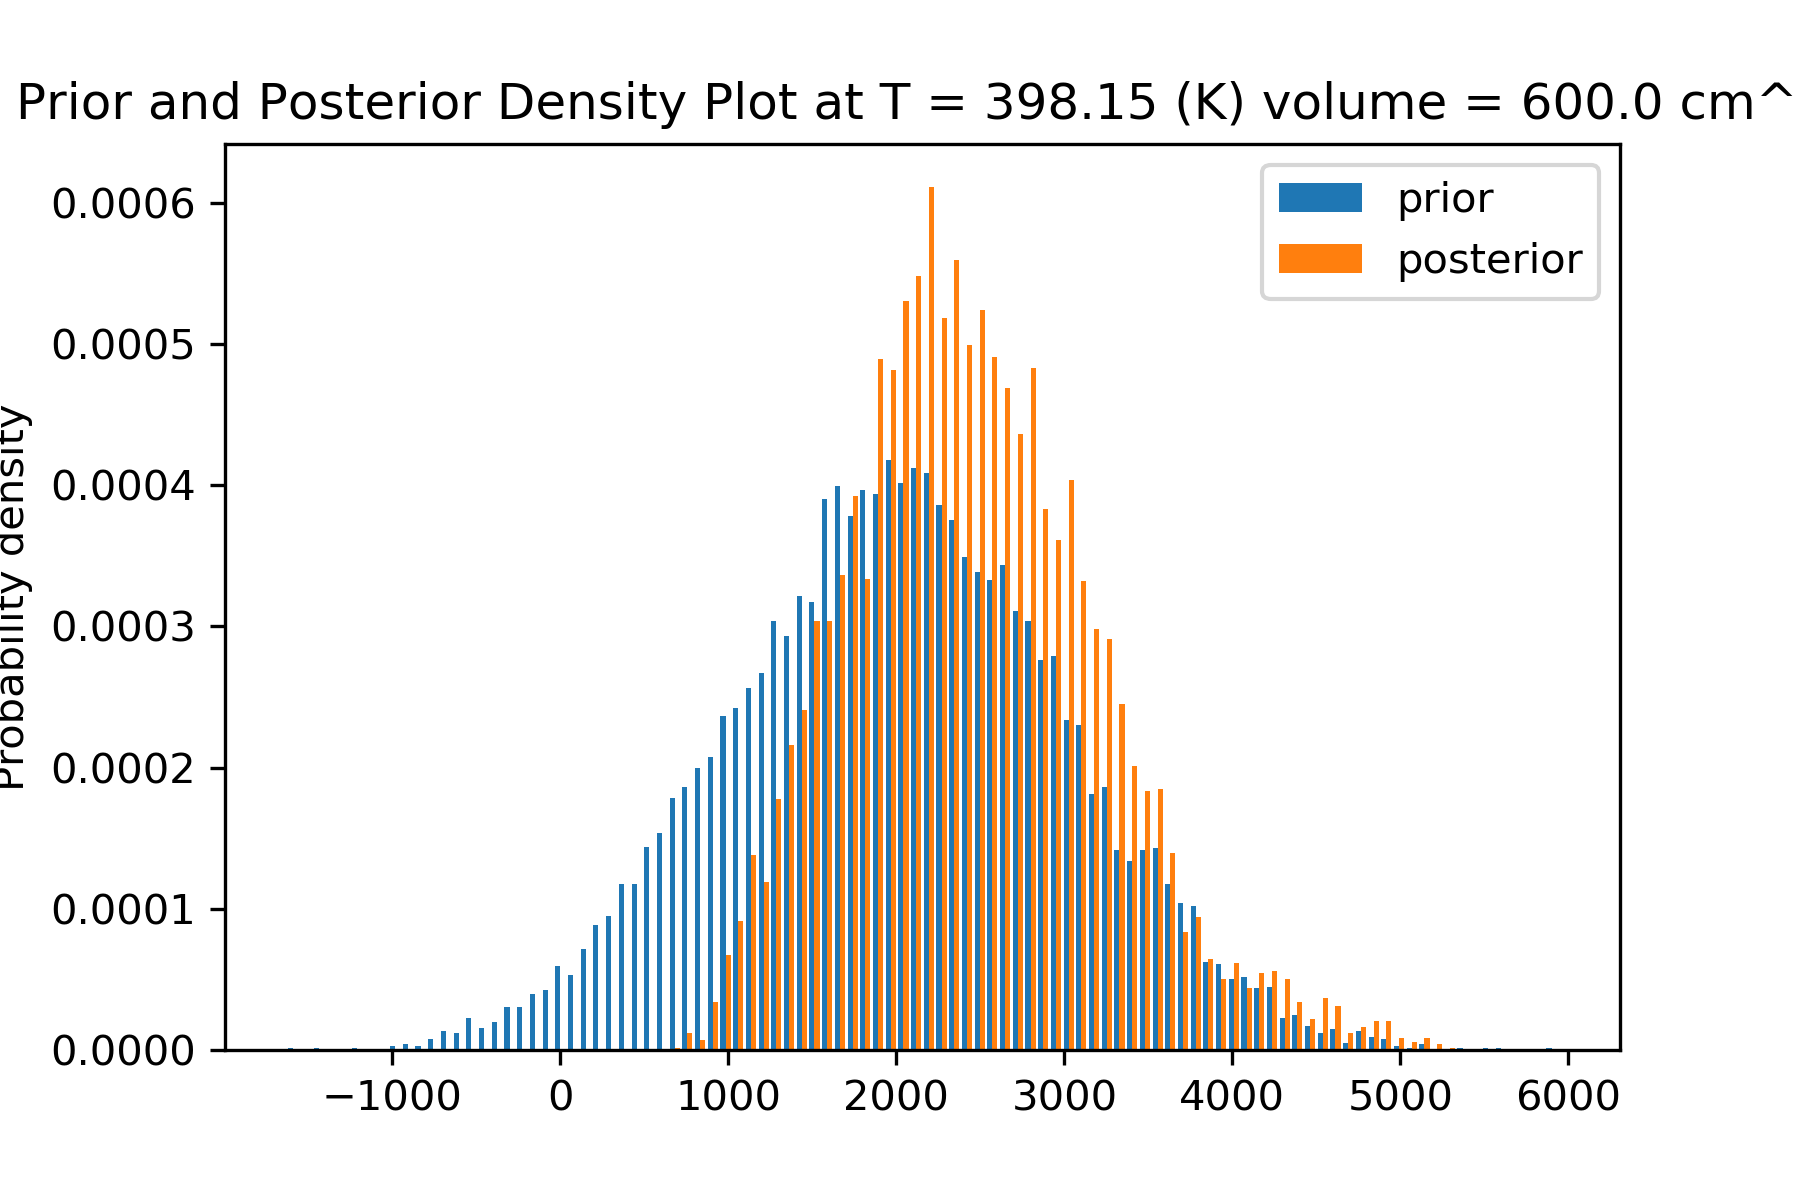 Prior and Posterior Density Plot at T = 398.15 (K) volume = 600.0 cm^
prior
posterior
Probability density
0.0006
0.0005
0.0004
0.0003
0.0002
0.0001
0.0000
−1000 0 1000 2000 3000 4000 5000 6000